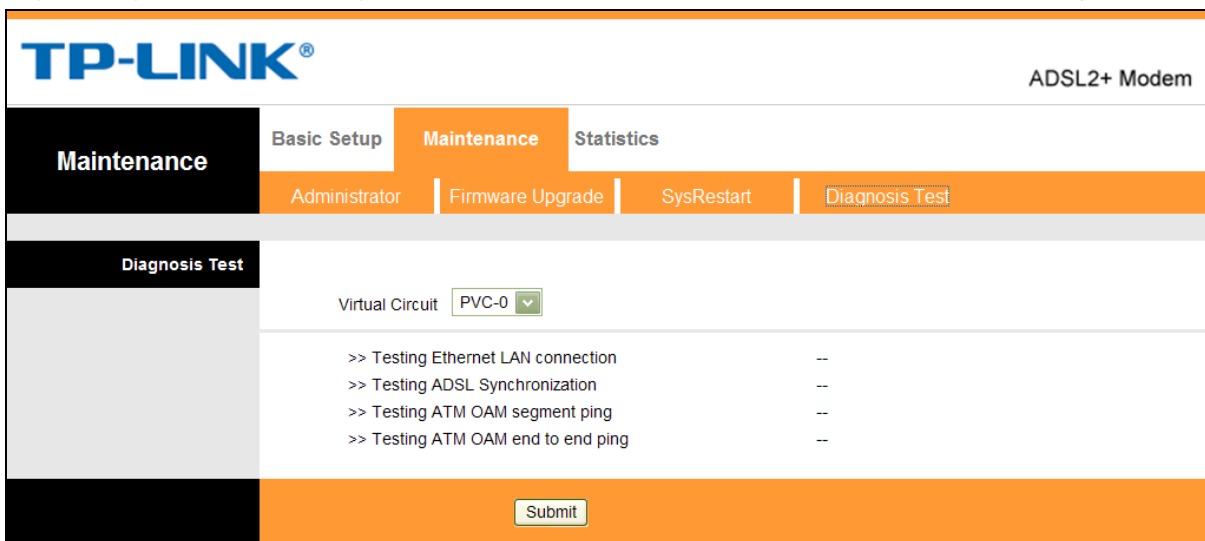 TP-LINK®
ADSL2+ Modem
Maintenance
Basic Setup Maintenance Statistics
Administrator Firmware Upgrade SysRestart Diagnosis Test
Diagnosis Test
Virtual Circuit PVC-0
>> Testing Ethernet LAN connection --
>> Testing ADSL Synchronization --
>> Testing ATM OAM segment ping --
>> Testing ATM OAM end to end ping --
Submit